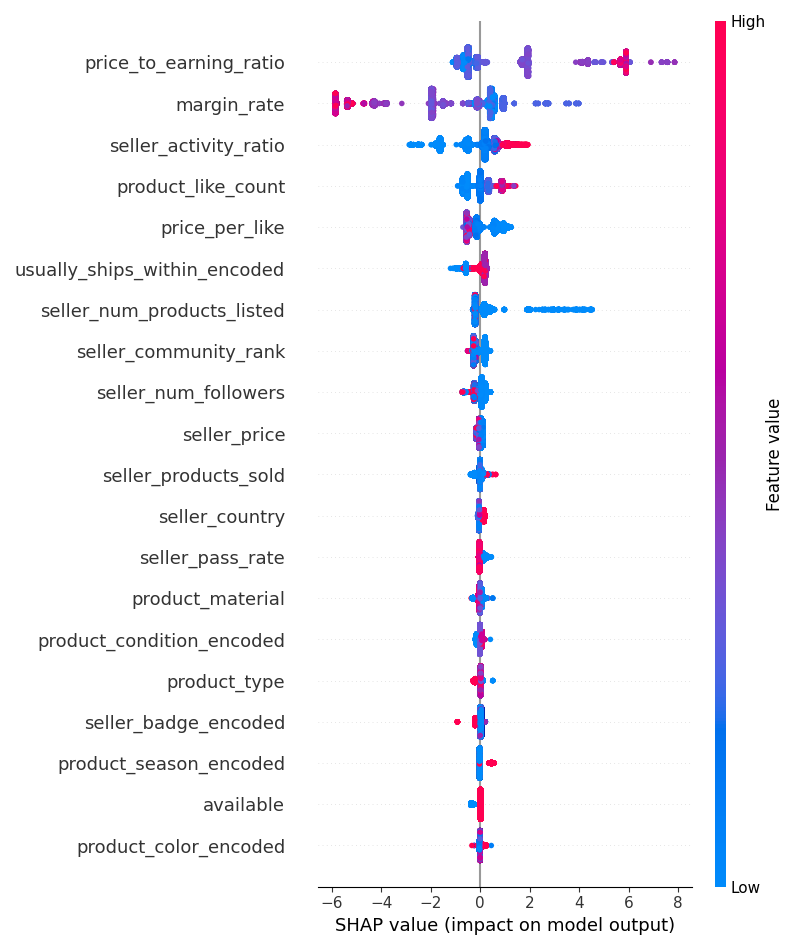 High
price_to_earning_ratio
margin_rate
seller_activity_ratio
product_like_count
price_per_like
usually_ships_within_encoded
seller_num_products_listed
seller_community_rank
seller_num_followers
seller_price
seller_products_sold
seller_country
seller_pass_rate
product_material
product_condition_encoded
product_type
seller_badge_encoded
product_season_encoded
available
product_color_encoded
Feature value
Low
−6 −4 −2 0 2 4 6 8
SHAP value (impact on model output)